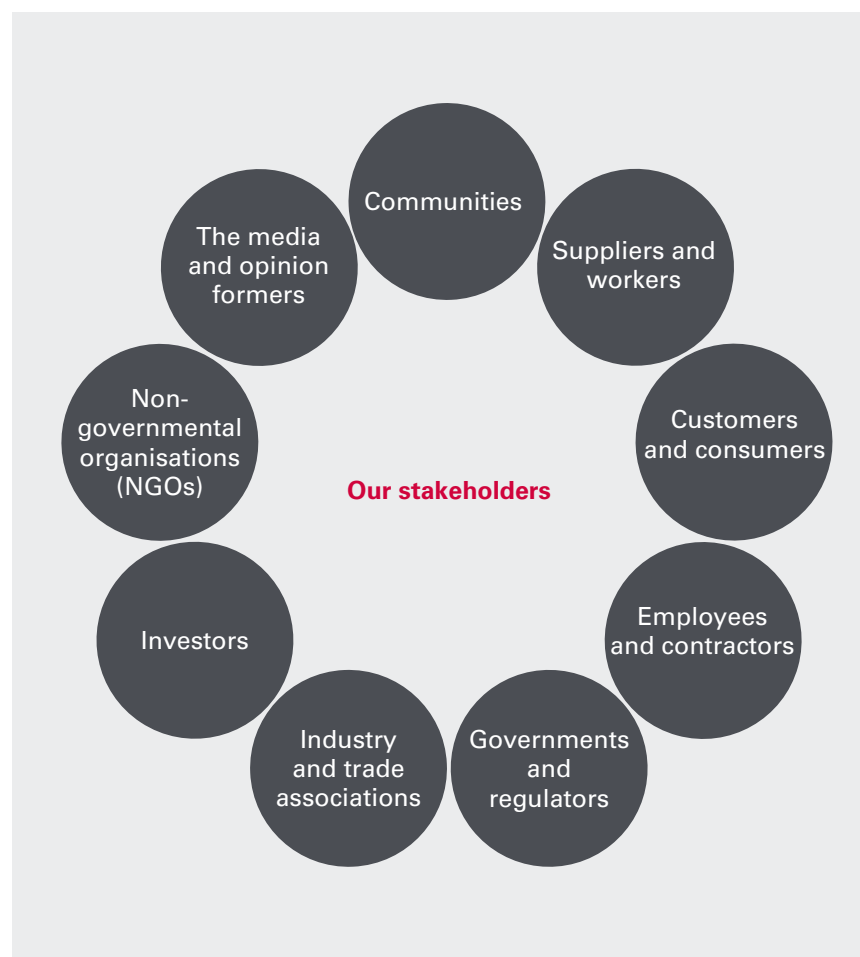 Communities
Suppliers and
workers
Customers
and consumers
Employees
and contractors
Governments
and
regulators
Industry
and trade
associations
Investors
Non-
governmental
organisations
(NGOs)
The media
and opinion
formers
Our stakeholders